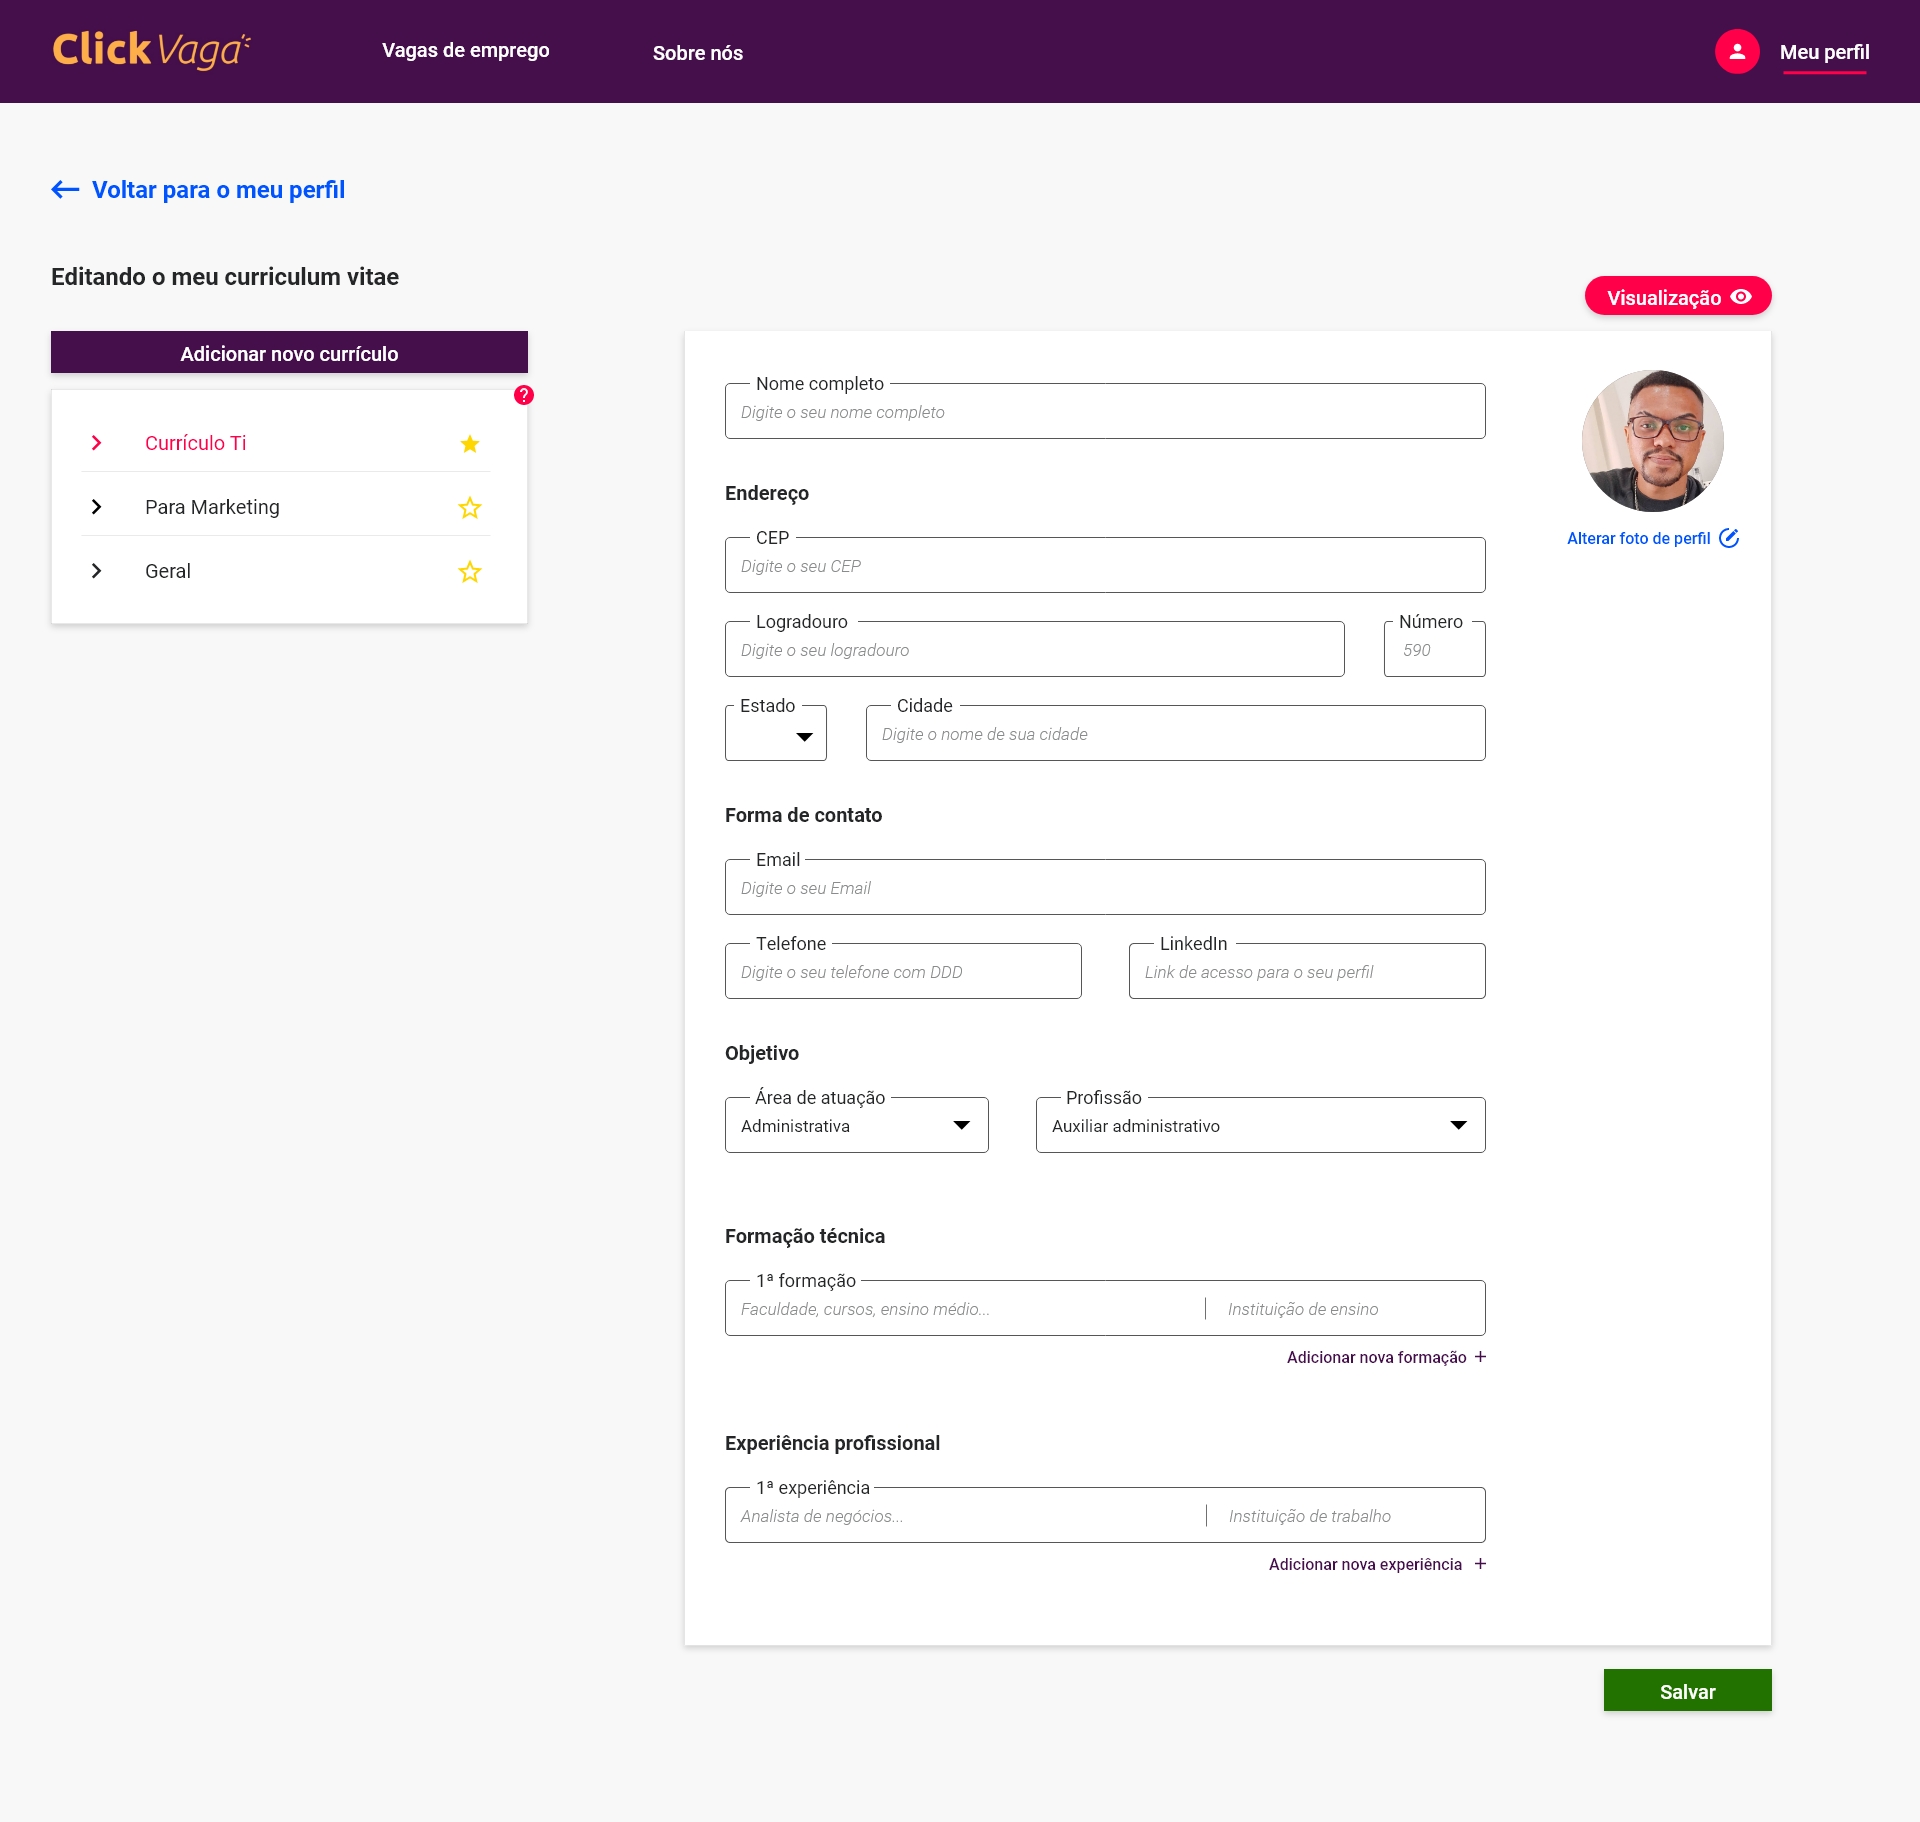 ClickVaga
Vagas de emprego
Sobre nós
Meu perfil
Voltar para o meu perfil
Editando o meu curriculum vitae
Visualização
Adicionar novo currículo
?
Currículo Ti
Para Marketing
Geral
Nome completo
Digite o seu nome completo
Alterar foto de perfil
Endereço
CEP
Digite o seu CEP
Logradouro
Digite o seu logradouro
Número
590
Estado
Cidade
Digite o nome de sua cidade
Forma de contato
Email
Digite o seu Email
Telefone
Digite o seu telefone com DDD
LinkedIn
Link de acesso para o seu perfil
Objetivo
Área de atuação
Administrativa
Profissão
Auxiliar administrativo
Formação técnica
1ª formação
Faculdade, cursos, ensino médio... | Instituição de ensino
Adicionar nova formação +
Experiência profissional
1ª experiência
Analista de negócios... | Instituição de trabalho
Adicionar nova experiência +
Salvar